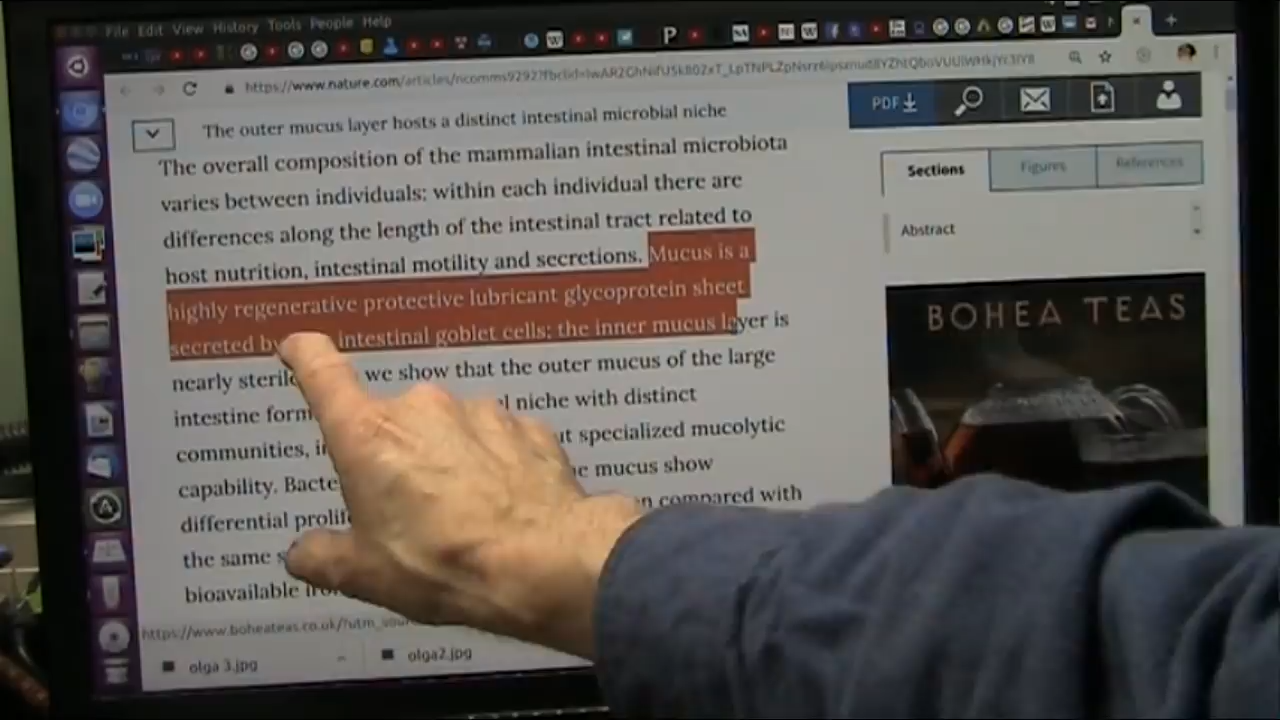 File Edit View History Tools People Help
https://www.nature.com/articles/ncomms9292?fbclid=
The outer mucus layer hosts a distinct intestinal microbial niche
The overall composition of the mammalian intestinal microbiota
varies between individuals: within each individual there are
differences along the length of the intestinal tract related to
host nutrition, intestinal motility and secretions. Mucus is a
highly regenerative protective lubricant glycoprotein sheet
secreted by intestinal goblet cells; the inner mucus layer is
nearly sterile we show that the outer mucus of the large
intestine form niche with distinct
communities, specialized mucolytic
capability. Bacte mucus show
differential prolif compared with
the same
bioavailable
PDF
Sections
Figures
References
Abstract
BOHEA TEAS
https://www.boheateas.co.uk/?utm_sour
olga 3.jpg
olga2.jpg